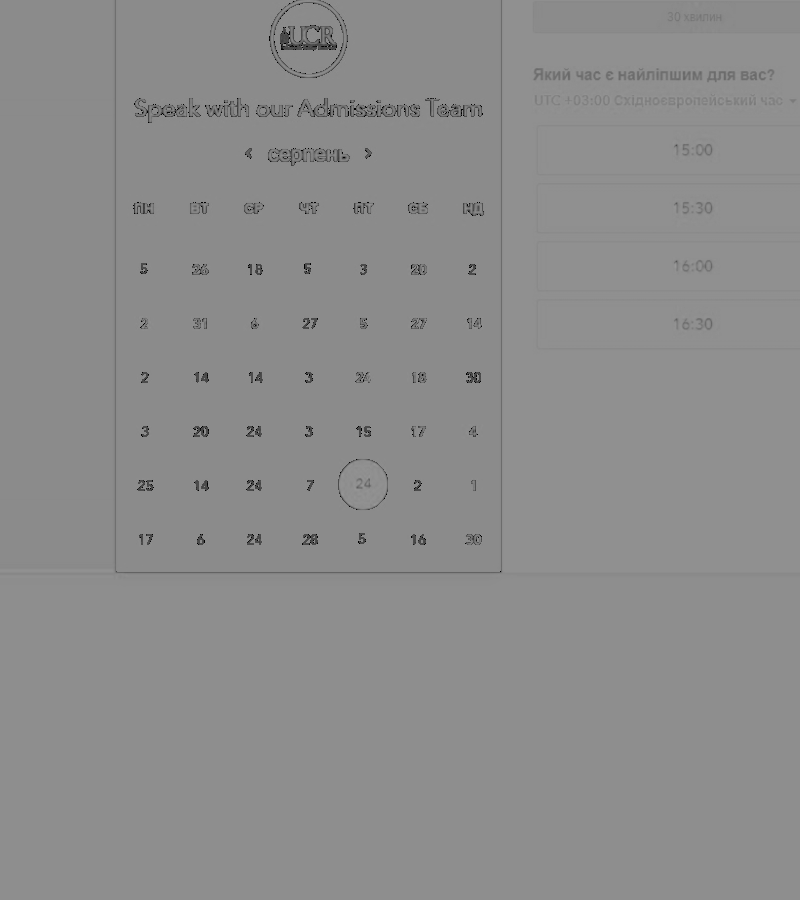 UCR
Speak with our Admissions Team
< серпень >
ПН ВТ СР ЧТ ПТ СБ НД
5 26 18 5 3 20 2
2 31 6 27 5 27 14
2 14 14 3 24 18 30
3 20 24 3 15 17 4
25 14 24 7 24 2 1
17 6 24 28 5 16 30
30 хвилин
Який час є найліпшим для вас?
UTC +03:00 Східноєвропейський час
15:00
15:30
16:00
16:30